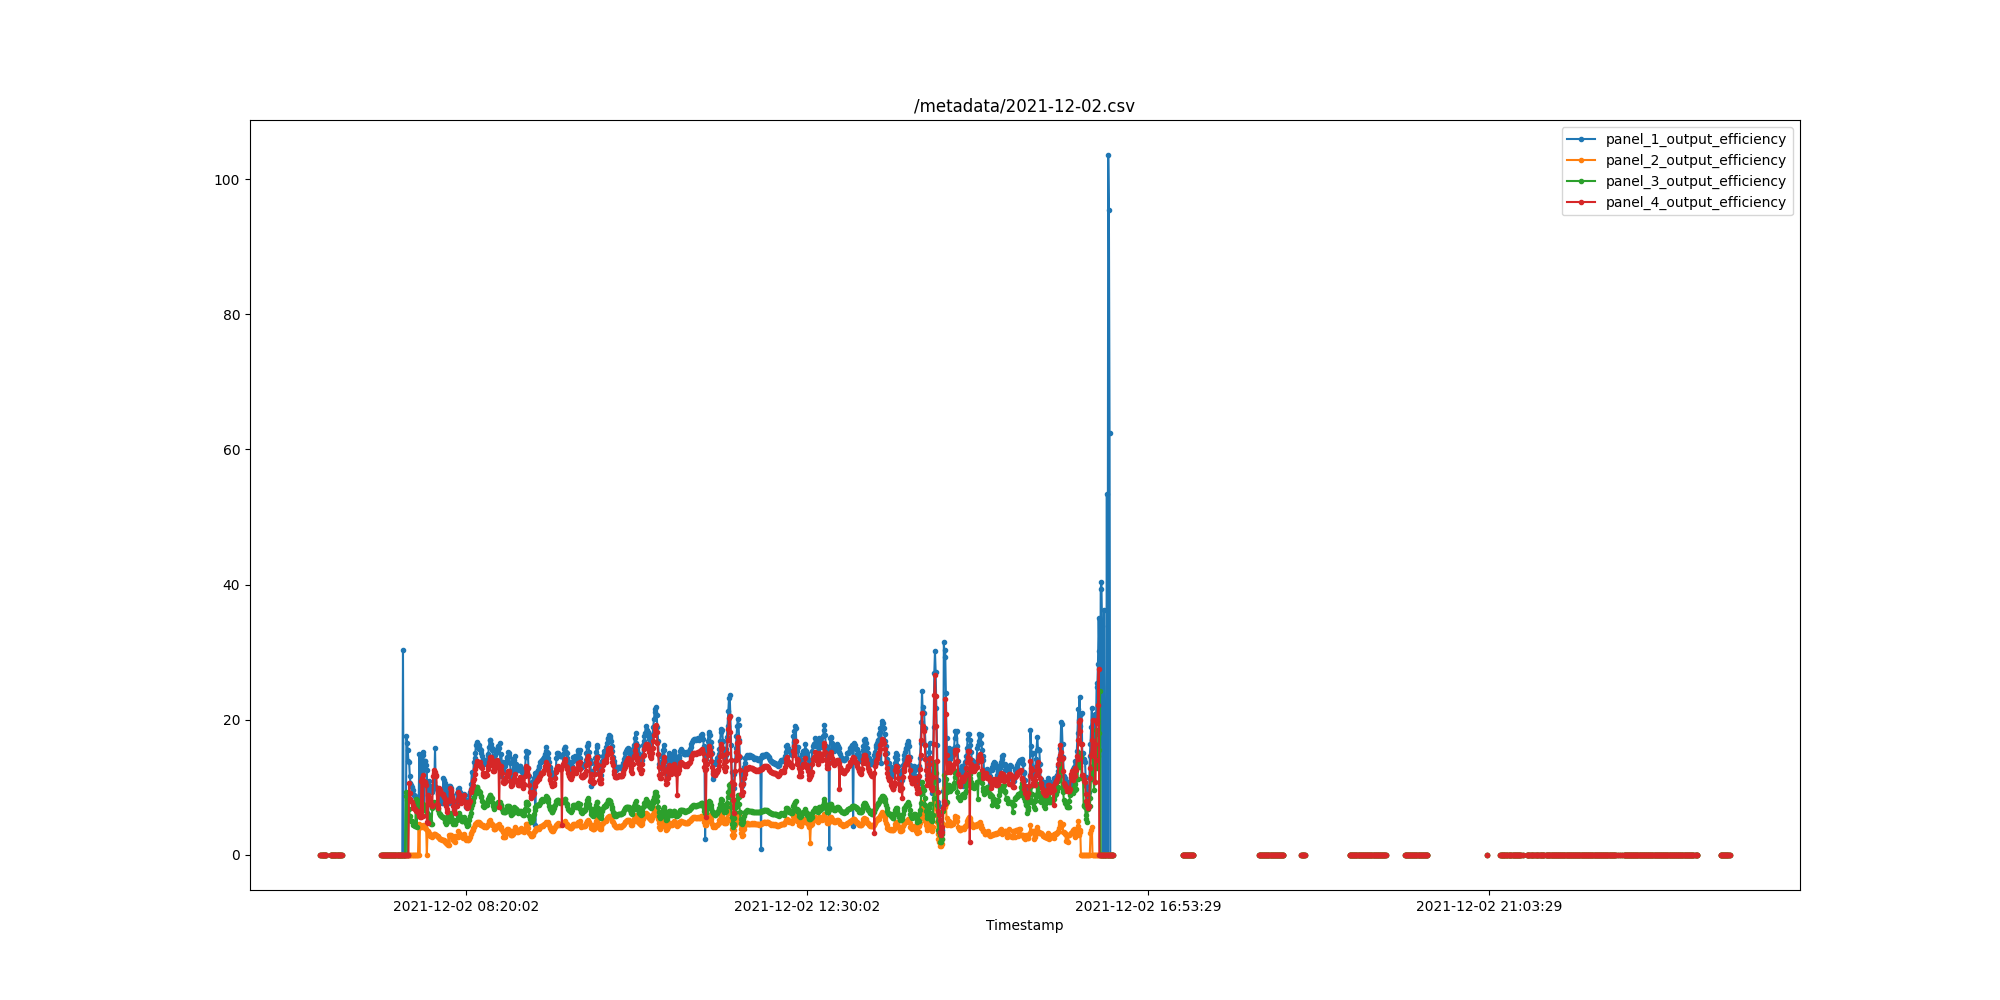 /metadata/2021-12-02.csv
panel_1_output_efficiency
panel_2_output_efficiency
panel_3_output_efficiency
panel_4_output_efficiency
100
80
60
40
20
0
2021-12-02 08:20:02
2021-12-02 12:30:02
2021-12-02 16:53:29
2021-12-02 21:03:29
Timestamp